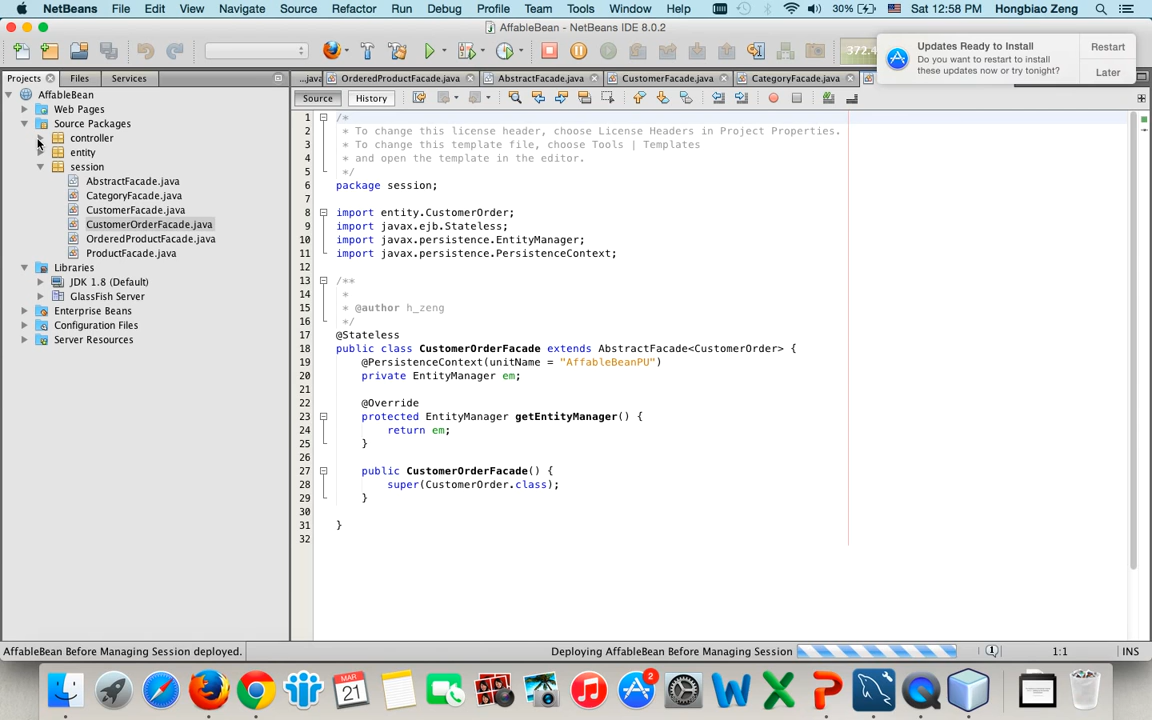 NetBeans File Edit View Navigate Source Refactor Run Debug Profile Team Tools Window Help 30% Sat 12:58 PM Hongbiao Zeng
AffableBean - NetBeans IDE 8.0.2
372.4
Updates Ready to Install
Do you want to restart to install
these updates now or try tonight?
Restart
Later
Projects Files Services
...java OrderedProductFacade.java AbstractFacade.java CustomerFacade.java CategoryFacade.java
Source History
AffableBean
Web Pages
Source Packages
controller
entity
session
AbstractFacade.java
CategoryFacade.java
CustomerFacade.java
CustomerOrderFacade.java
OrderedProductFacade.java
ProductFacade.java
Libraries
JDK 1.8 (Default)
GlassFish Server
Enterprise Beans
Configuration Files
Server Resources
1 /*
2 * To change this license header, choose License Headers in Project Properties.
3 * To change this template file, choose Tools | Templates
4 * and open the template in the editor.
5 */
6 package session;
7
8 import entity.CustomerOrder;
9 import javax.ejb.Stateless;
10 import javax.persistence.EntityManager;
11 import javax.persistence.PersistenceContext;
12
13 /**
14 *
15 * @author h_zeng
16 */
17 @Stateless
18 public class CustomerOrderFacade extends AbstractFacade<CustomerOrder> {
19 @PersistenceContext(unitName = "AffableBeanPU")
20 private EntityManager em;
21
22 @Override
23 protected EntityManager getEntityManager() {
24 return em;
25 }
26
27 public CustomerOrderFacade() {
28 super(CustomerOrder.class);
29 }
30
31 }
32
AffableBean Before Managing Session deployed.
Deploying AffableBean Before Managing Session
1:1
INS
MAR
21
2